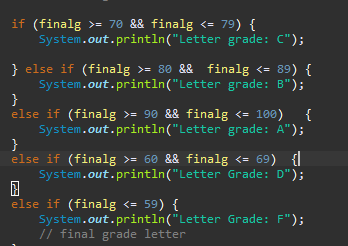 if (finalg >= 70 && finalg <= 79) {
System.out.println("Letter grade: C");
} else if (finalg >= 80 &&  finalg <= 89) {
System.out.println("Letter grade: B");
}
else if (finalg >= 90 && finalg <= 100)   {
System.out.println("Letter grade: A");
}
else if (finalg >= 60 && finalg <= 69)  {
System.out.println("Letter Grade: D");
}
else if (finalg <= 59) {
System.out.println("Letter Grade: F");
// final grade letter